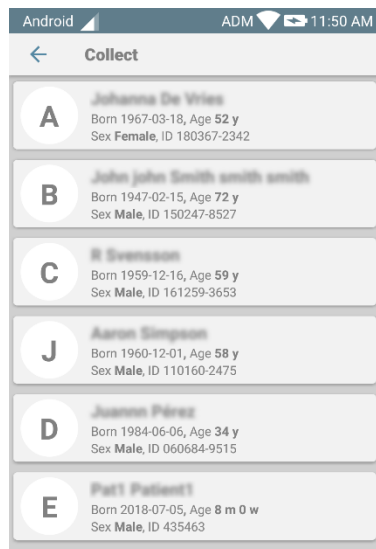 Android ADM 11:50 AM
Collect
A
Born 1967-03-18, Age 52 y
Sex Female, ID 180367-2342
B
Born 1947-02-15, Age 72 y
Sex Male, ID 150247-8527
C
Born 1959-12-16, Age 59 y
Sex Male, ID 161259-3653
J
Born 1960-12-01, Age 58 y
Sex Male, ID 110160-2475
D
Born 1984-06-06, Age 34 y
Sex Male, ID 060684-9515
E
Born 2018-07-05, Age 8 m 0 w
Sex Male, ID 435463